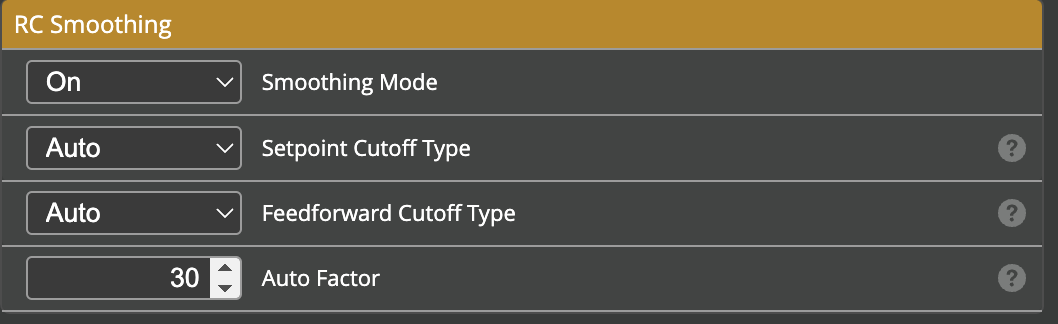 RC Smoothing
On Smoothing Mode
Auto Setpoint Cutoff Type ?
Auto Feedforward Cutoff Type ?
30 Auto Factor ?